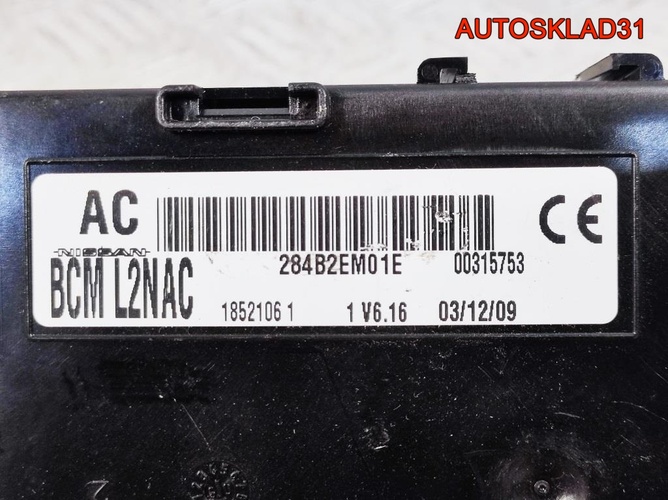 AUTOSKLAD31
AC
NISSAN
BCM L2NAC
284B2EM01E 00315753
1852106 1 1 V6.16 03/12/09
CE